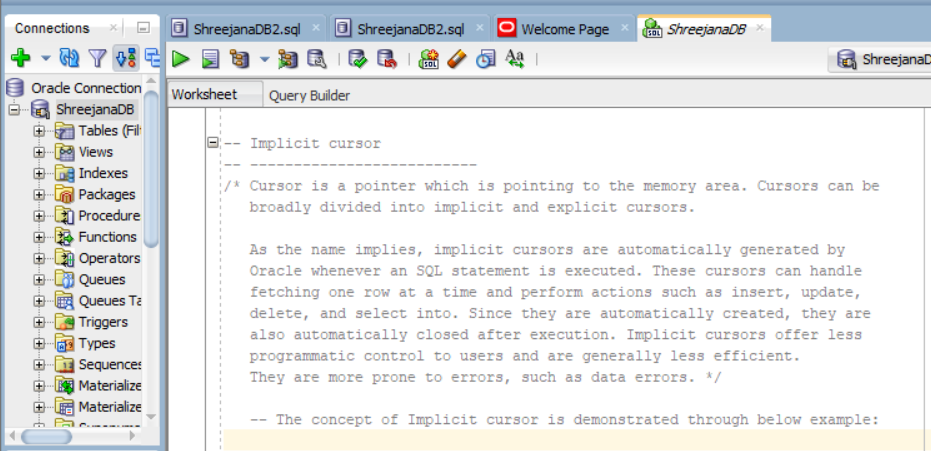 Connections
ShreejanaDB2.sql
ShreejanaDB2.sql
Welcome Page
ShreejanaDB
SQL
ShreejanaD
Oracle Connection
ShreejanaDB
Tables (Filt
Views
Indexes
Packages
Procedure
Functions
Operators
Queues
Queues Ta
Triggers
Types
Sequences
Materialize
Materialize
Worksheet
Query Builder
-- Implicit cursor
-- ---------------------------
/* Cursor is a pointer which is pointing to the memory area. Cursors can be
broadly divided into implicit and explicit cursors.
As the name implies, implicit cursors are automatically generated by
Oracle whenever an SQL statement is executed. These cursors can handle
fetching one row at a time and perform actions such as insert, update,
delete, and select into. Since they are automatically created, they are
also automatically closed after execution. Implicit cursors offer less
programmatic control to users and are generally less efficient.
They are more prone to errors, such as data errors. */
-- The concept of Implicit cursor is demonstrated through below example: